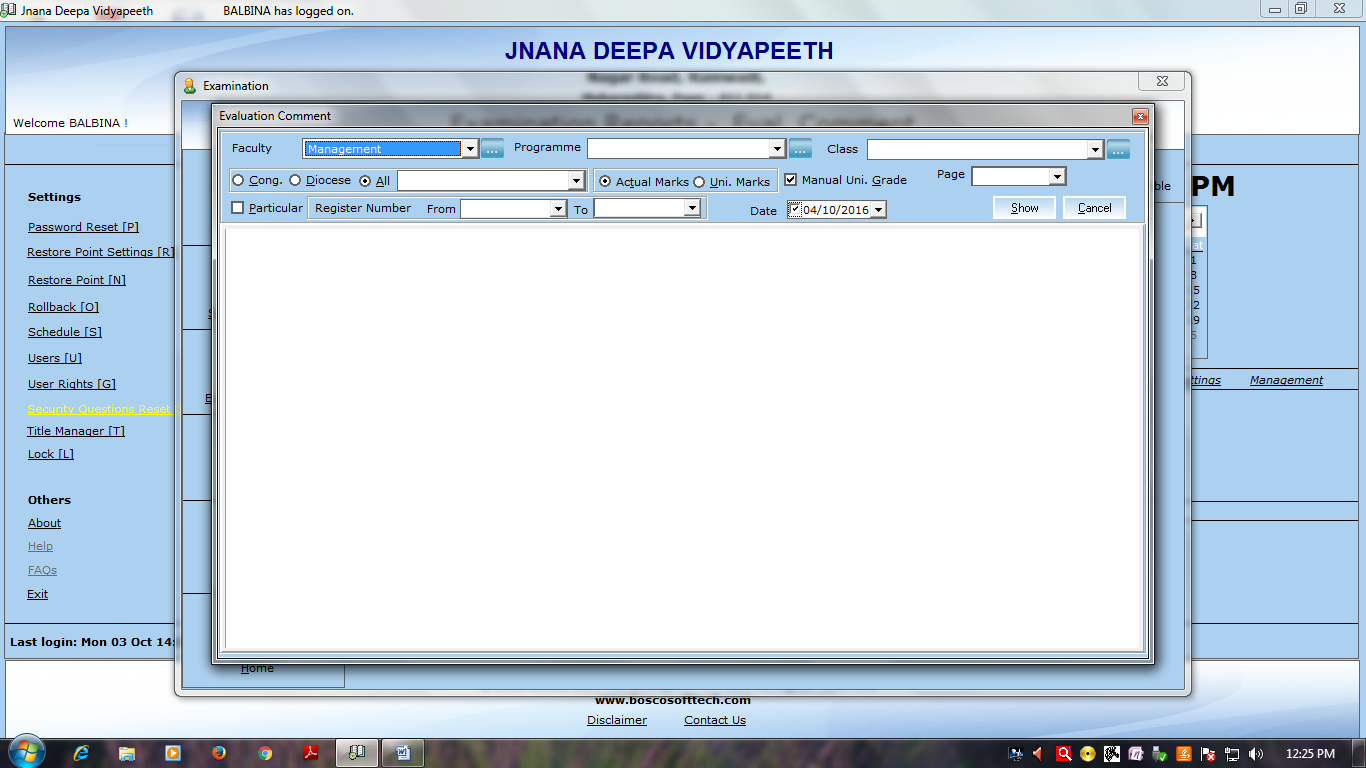 Jnana Deepa Vidyapeeth BALBINA has logged on.
JNANA DEEPA VIDYAPEETH
Examination
Welcome BALBINA !
Evaluation Comment
Faculty Management ... Programme ... Class ...
Cong. Diocese All Actual Marks Uni. Marks Manual Uni. Grade Page
Particular Register Number From To Date 04/10/2016 Show Cancel
PM
Settings
Password Reset [P]
Restore Point Settings [R]
Restore Point [N]
Rollback [O]
Schedule [S]
Users [U]
User Rights [G]
Security Questions Reset
Title Manager [T]
Lock [L]
Management
Others
About
Help
FAQs
Exit
Last login: Mon 03 Oct 14:
Home
www.boscosofttech.com
Disclaimer Contact Us
12:25 PM